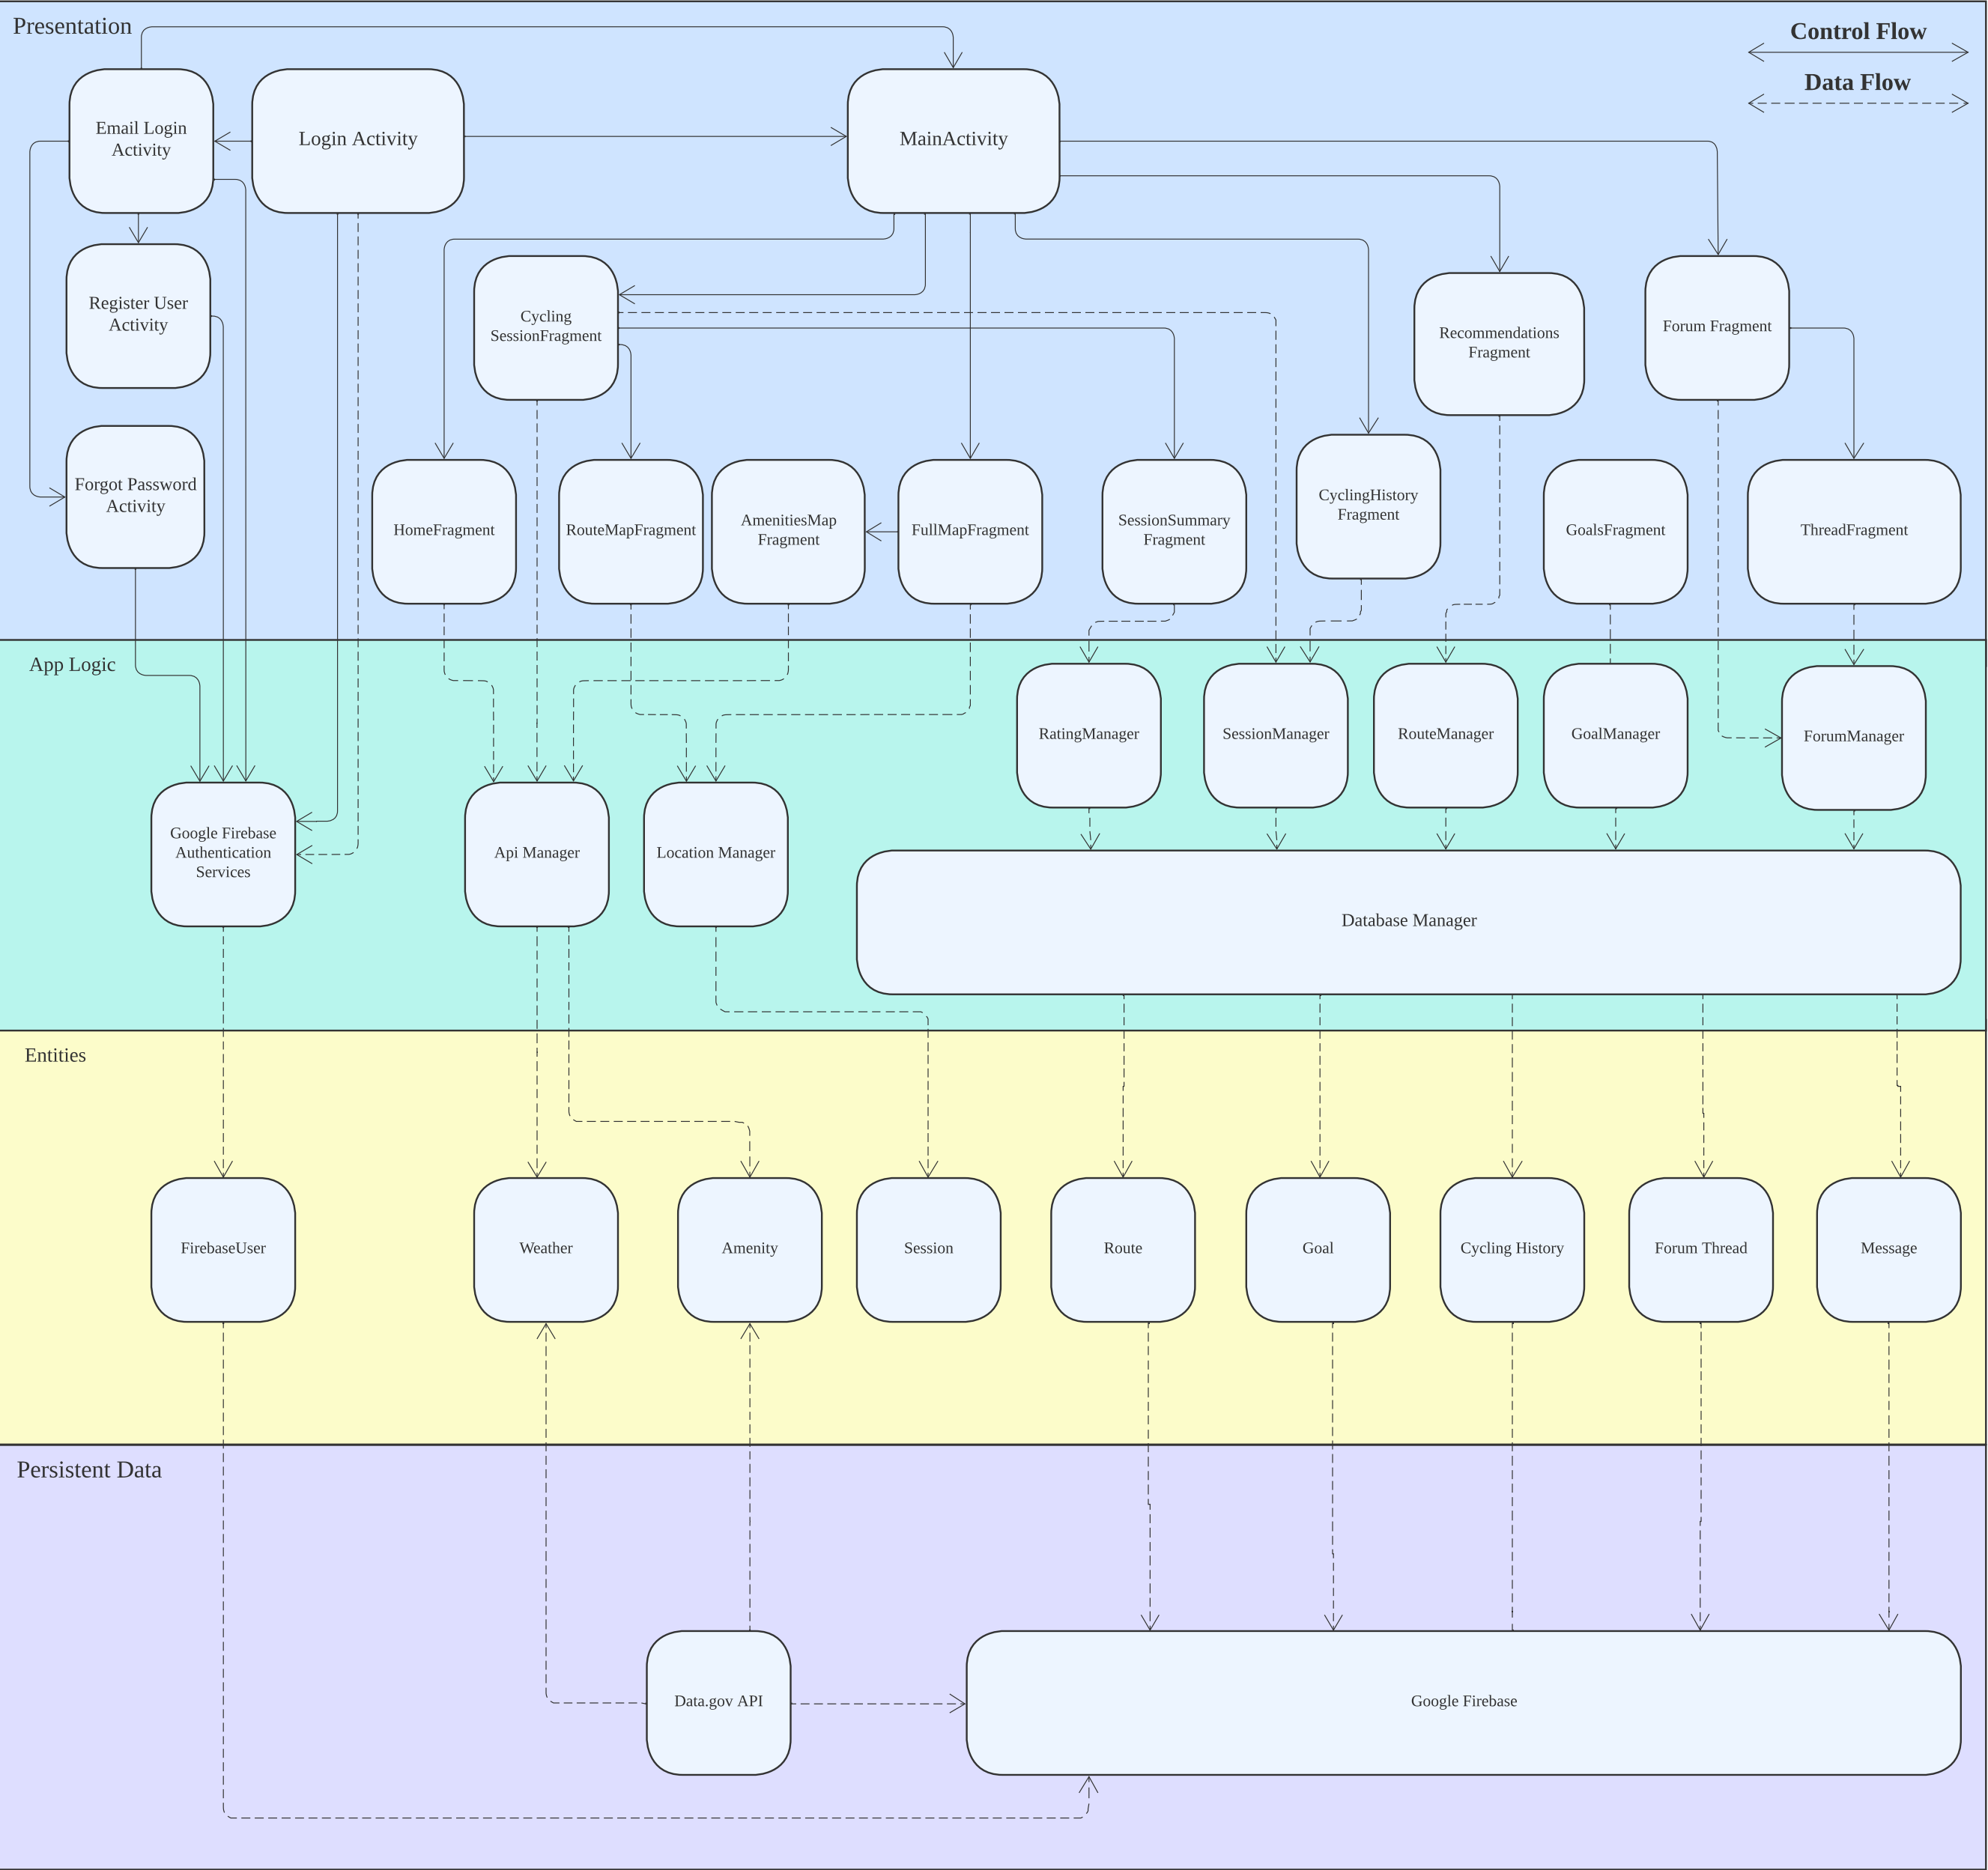 Presentation
Control Flow
Data Flow
Email Login
Activity
Login Activity
MainActivity
Register User
Activity
Cycling
SessionFragment
Recommendations
Fragment
Forum Fragment
Forgot Password
Activity
HomeFragment
RouteMapFragment
AmenitiesMap
Fragment
FullMapFragment
SessionSummary
Fragment
CyclingHistory
Fragment
GoalsFragment
ThreadFragment
App Logic
RatingManager
SessionManager
RouteManager
GoalManager
ForumManager
Google Firebase
Authentication
Services
Api Manager
Location Manager
Database Manager
Entities
FirebaseUser
Weather
Amenity
Session
Route
Goal
Cycling History
Forum Thread
Message
Persistent Data
Data.gov API
Google Firebase